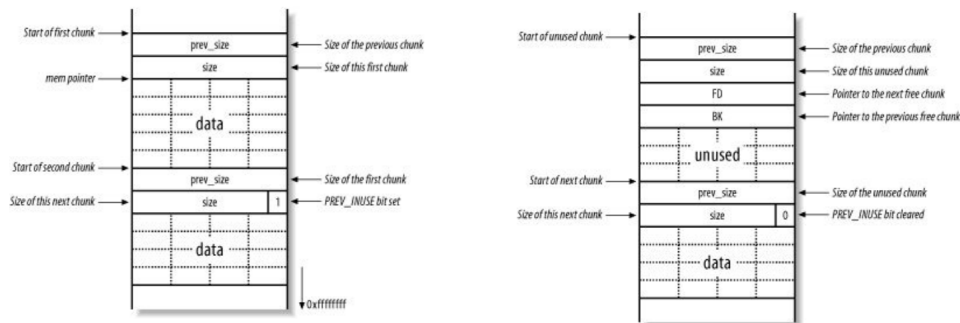 Start of first chunk
prev_size
Size of the previous chunk
size
Size of this first chunk
mem pointer
data
Start of second chunk
prev_size
Size of the first chunk
Size of this next chunk
size
1
PREV_INUSE bit set
data
0xffffffff
Start of unused chunk
prev_size
Size of the previous chunk
size
Size of this unused chunk
FD
Pointer to the next free chunk
BK
Pointer to the previous free chunk
unused
Start of next chunk
prev_size
Size of the unused chunk
Size of this next chunk
size
0
PREV_INUSE bit cleared
data